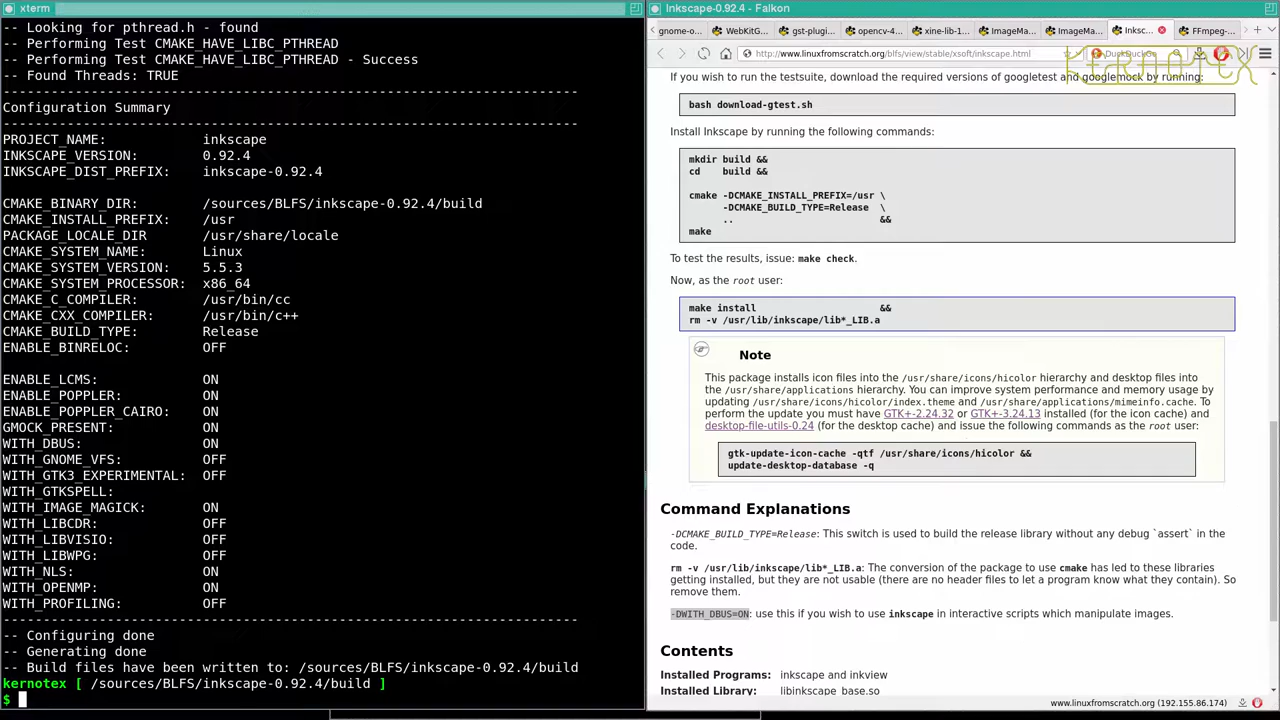 xterm
-- Looking for pthread.h - found
-- Performing Test CMAKE_HAVE_LIBC_PTHREAD
-- Performing Test CMAKE_HAVE_LIBC_PTHREAD - Success
-- Found Threads: TRUE
------------------------------------------------------------------------
Configuration Summary
------------------------------------------------------------------------
PROJECT_NAME: inkscape
INKSCAPE_VERSION: 0.92.4
INKSCAPE_DIST_PREFIX: inkscape-0.92.4
CMAKE_BINARY_DIR: /sources/BLFS/inkscape-0.92.4/build
CMAKE_INSTALL_PREFIX: /usr
PACKAGE_LOCALE_DIR /usr/share/locale
CMAKE_SYSTEM_NAME: Linux
CMAKE_SYSTEM_VERSION: 5.5.3
CMAKE_SYSTEM_PROCESSOR: x86_64
CMAKE_C_COMPILER: /usr/bin/cc
CMAKE_CXX_COMPILER: /usr/bin/c++
CMAKE_BUILD_TYPE: Release
ENABLE_BINRELOC: OFF
ENABLE_LCMS: ON
ENABLE_POPPLER: ON
ENABLE_POPPLER_CAIRO: ON
GMOCK_PRESENT: ON
WITH_DBUS: ON
WITH_GNOME_VFS: OFF
WITH_GTK3_EXPERIMENTAL: OFF
WITH_GTKSPELL:
WITH_IMAGE_MAGICK: ON
WITH_LIBCDR: OFF
WITH_LIBVISIO: OFF
WITH_LIBWPG: OFF
WITH_NLS: ON
WITH_OPENMP: ON
WITH_PROFILING: OFF
------------------------------------------------------------------------
-- Configuring done
-- Generating done
-- Build files have been written to: /sources/BLFS/inkscape-0.92.4/build
kernotex [ /sources/BLFS/inkscape-0.92.4/build ]
$
Inkscape-0.92.4 - Falkon
gnome-o... WebKitG... gst-plugi... opencv-4... xine-lib-1... ImageMa... ImageMa... Inksc... FFmpeg-...
http://www.linuxfromscratch.org/blfs/view/stable/xsoft/inkscape.html DuckDuckGo
KERNOTEX
If you wish to run the testsuite, download the required versions of googletest and googlemock by running:
bash download-gtest.sh
Install Inkscape by running the following commands:
mkdir build &&
cd build &&
cmake -DCMAKE_INSTALL_PREFIX=/usr \
-DCMAKE_BUILD_TYPE=Release \
.. &&
make
To test the results, issue: make check.
Now, as the root user:
make install &&
rm -v /usr/lib/inkscape/lib*_LIB.a
Note
This package installs icon files into the /usr/share/icons/hicolor hierarchy and desktop files into
the /usr/share/applications hierarchy. You can improve system performance and memory usage by
updating /usr/share/icons/hicolor/index.theme and /usr/share/applications/mimeinfo.cache. To
perform the update you must have GTK+-2.24.32 or GTK+-3.24.13 installed (for the icon cache) and
desktop-file-utils-0.24 (for the desktop cache) and issue the following commands as the root user:
gtk-update-icon-cache -qtf /usr/share/icons/hicolor &&
update-desktop-database -q
Command Explanations
-DCMAKE_BUILD_TYPE=Release: This switch is used to build the release library without any debug `assert` in the
code.
rm -v /usr/lib/inkscape/lib*_LIB.a: The conversion of the package to use cmake has led to these libraries
getting installed, but they are not usable (there are no header files to let a program know what they contain). So
remove them.
-DWITH_DBUS=ON: use this if you wish to use inkscape in interactive scripts which manipulate images.
Contents
Installed Programs: inkscape and inkview
Installed Library: libinkscape_base.so
www.linuxfromscratch.org (192.155.86.174)